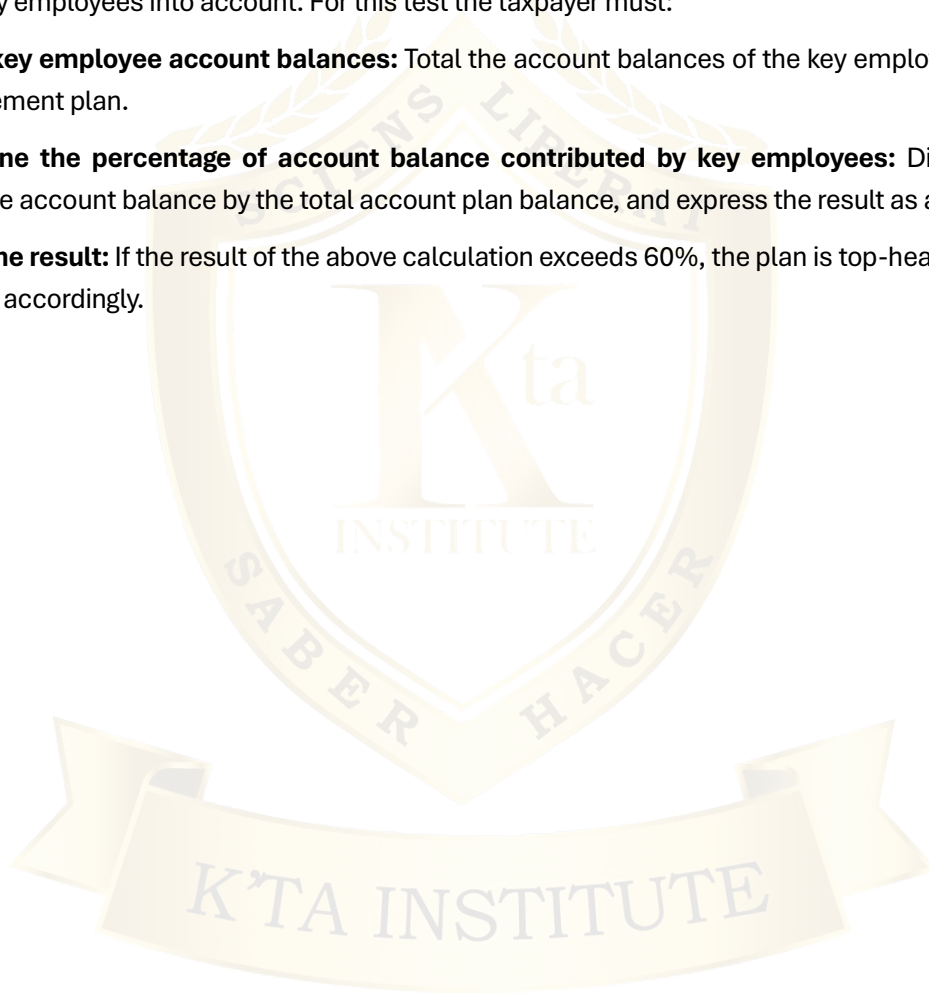 y employees into account. For this test the taxpayer must:
key employee account balances: Total the account balances of the key emplo
ement plan.
ne the percentage of account balance contributed by key employees: Di
e account balance by the total account plan balance, and express the result as a
he result: If the result of the above calculation exceeds 60%, the plan is top-hea
accordingly.
SCIENS LIBERAT
Kta
INSTITUTE
SABER HACER
K'TA INSTITUTE